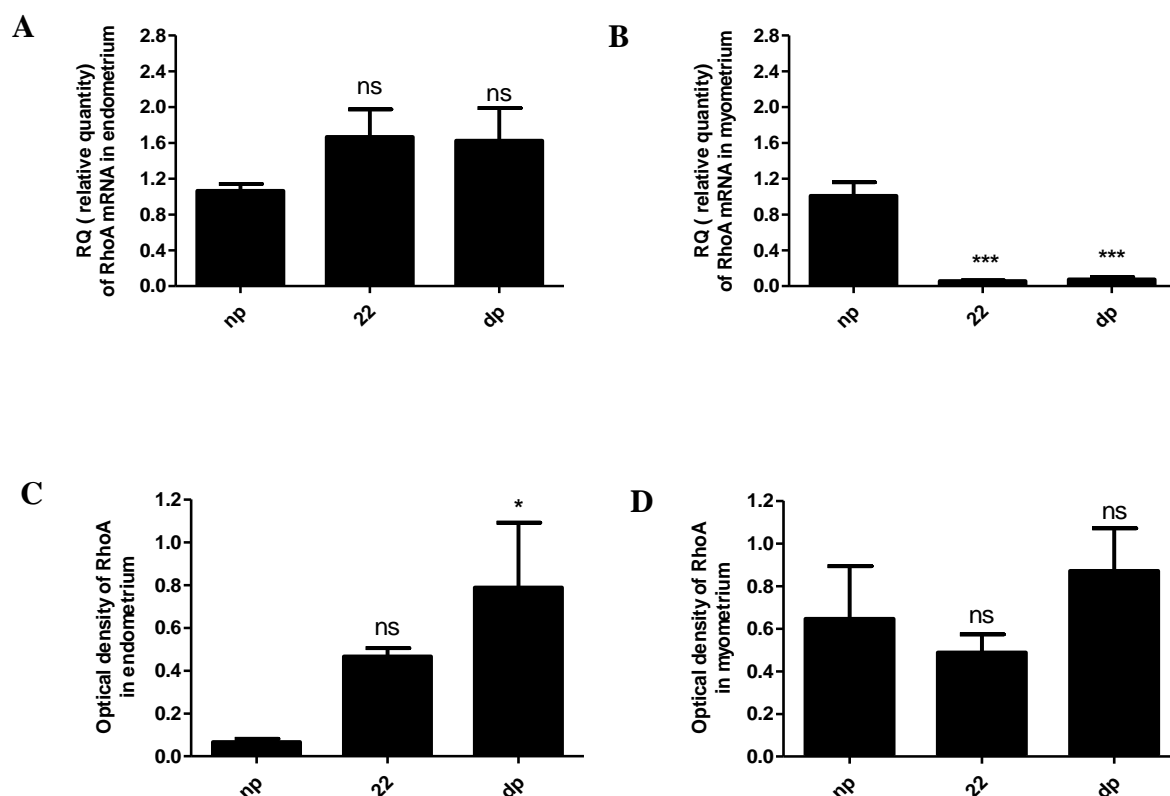 A
RQ ( relative quantity)
of RhoA mRNA in endometrium
2.8
2.4
2.0
1.6
1.2
0.8
0.4
0.0
ns
ns
np
22
dp
B
RQ ( relative quantity)
of RhoA mRNA in myometrium
2.8
2.4
2.0
1.6
1.2
0.8
0.4
0.0
***
***
np
22
dp
C
Optical density of RhoA
in endometrium
1.2
1.0
0.8
0.6
0.4
0.2
0.0
ns
*
np
22
dp
D
Optical density of RhoA
in myometrium
1.2
1.0
0.8
0.6
0.4
0.2
0.0
ns
ns
np
22
dp